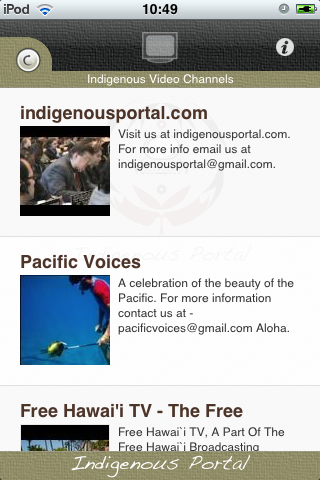 iPod 10:49
Indigenous Video Channels
indigenousportal.com
Visit us at indigenousportal.com.
For more info email us at
indigenousportal@gmail.com.
Indigenous Portal
Pacific Voices
A celebration of the beauty of the
Pacific. For more information
contact us at -
pacificvoices@gmail.com Aloha.
Free Hawai'i TV - The Free
Free Hawai`i TV, A Part Of The
Free Hawai`i Broadcasting
Indigenous Portal